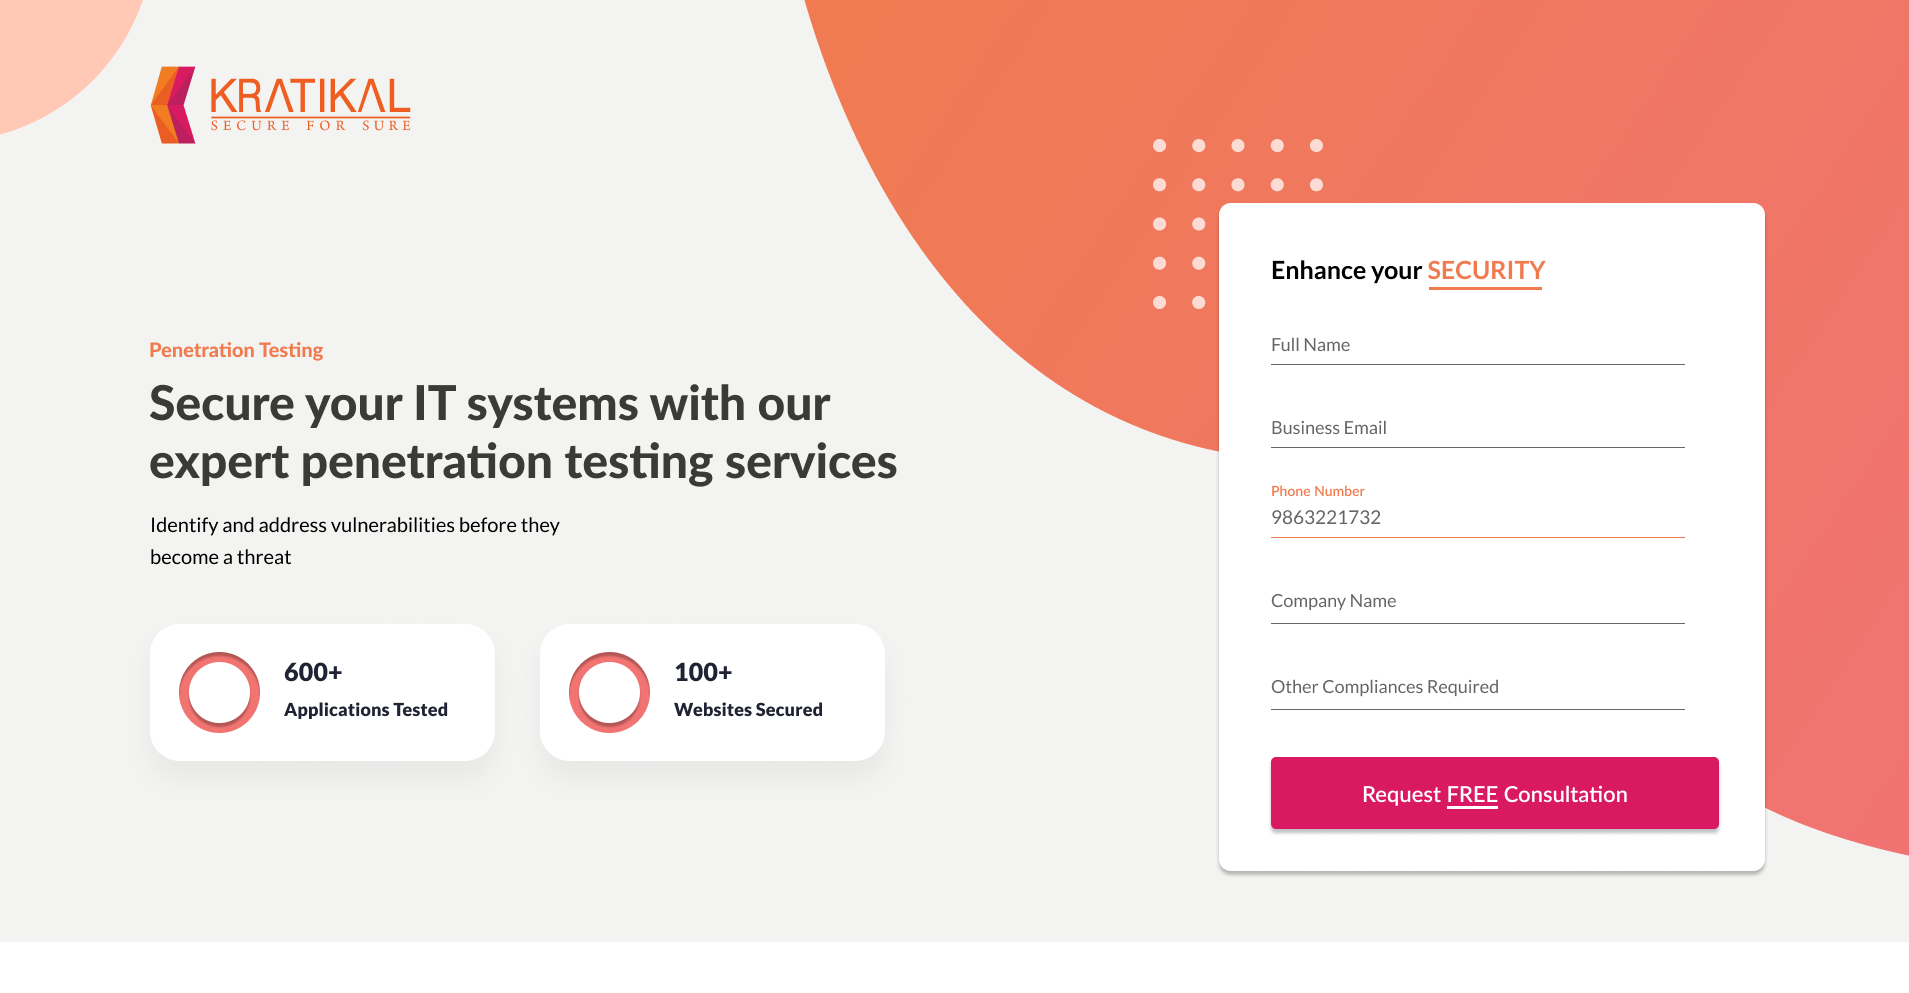 KRATIKAL
SECURE FOR SURE
Penetration Testing
Secure your IT systems with our
expert penetration testing services
Identify and address vulnerabilities before they
become a threat
600+
Applications Tested
100+
Websites Secured
Enhance your SECURITY
Full Name
Business Email
Phone Number
9863221732
Company Name
Other Compliances Required
Request FREE Consultation